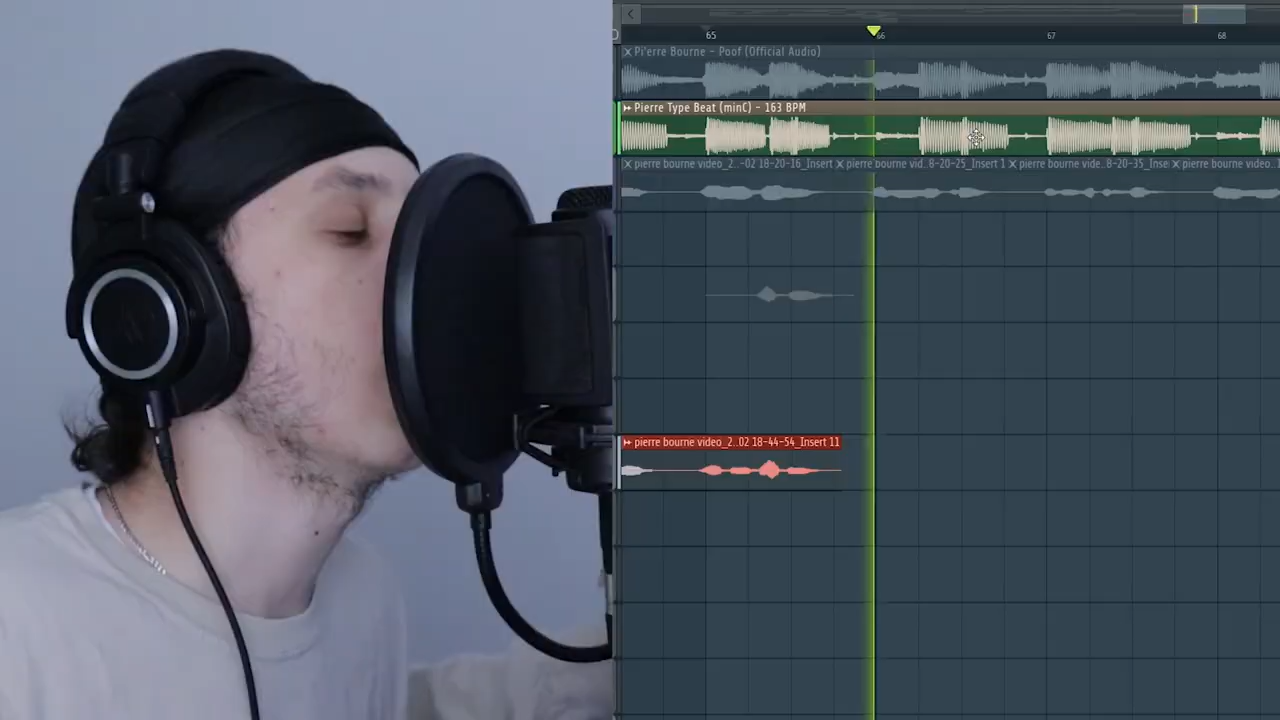 65
66
67
68
Pi'erre Bourne - Poof (Official Audio)
Pierre Type Beat (minC) - 163 BPM
pierre bourne video_2..-02 18-20-16_Insert
pierre bourne vid..8-20-25_Insert 1
pierre bourne vide..8-20-35_Inse
pierre bourne video..
pierre bourne video_2..02 18-44-54_Insert 11